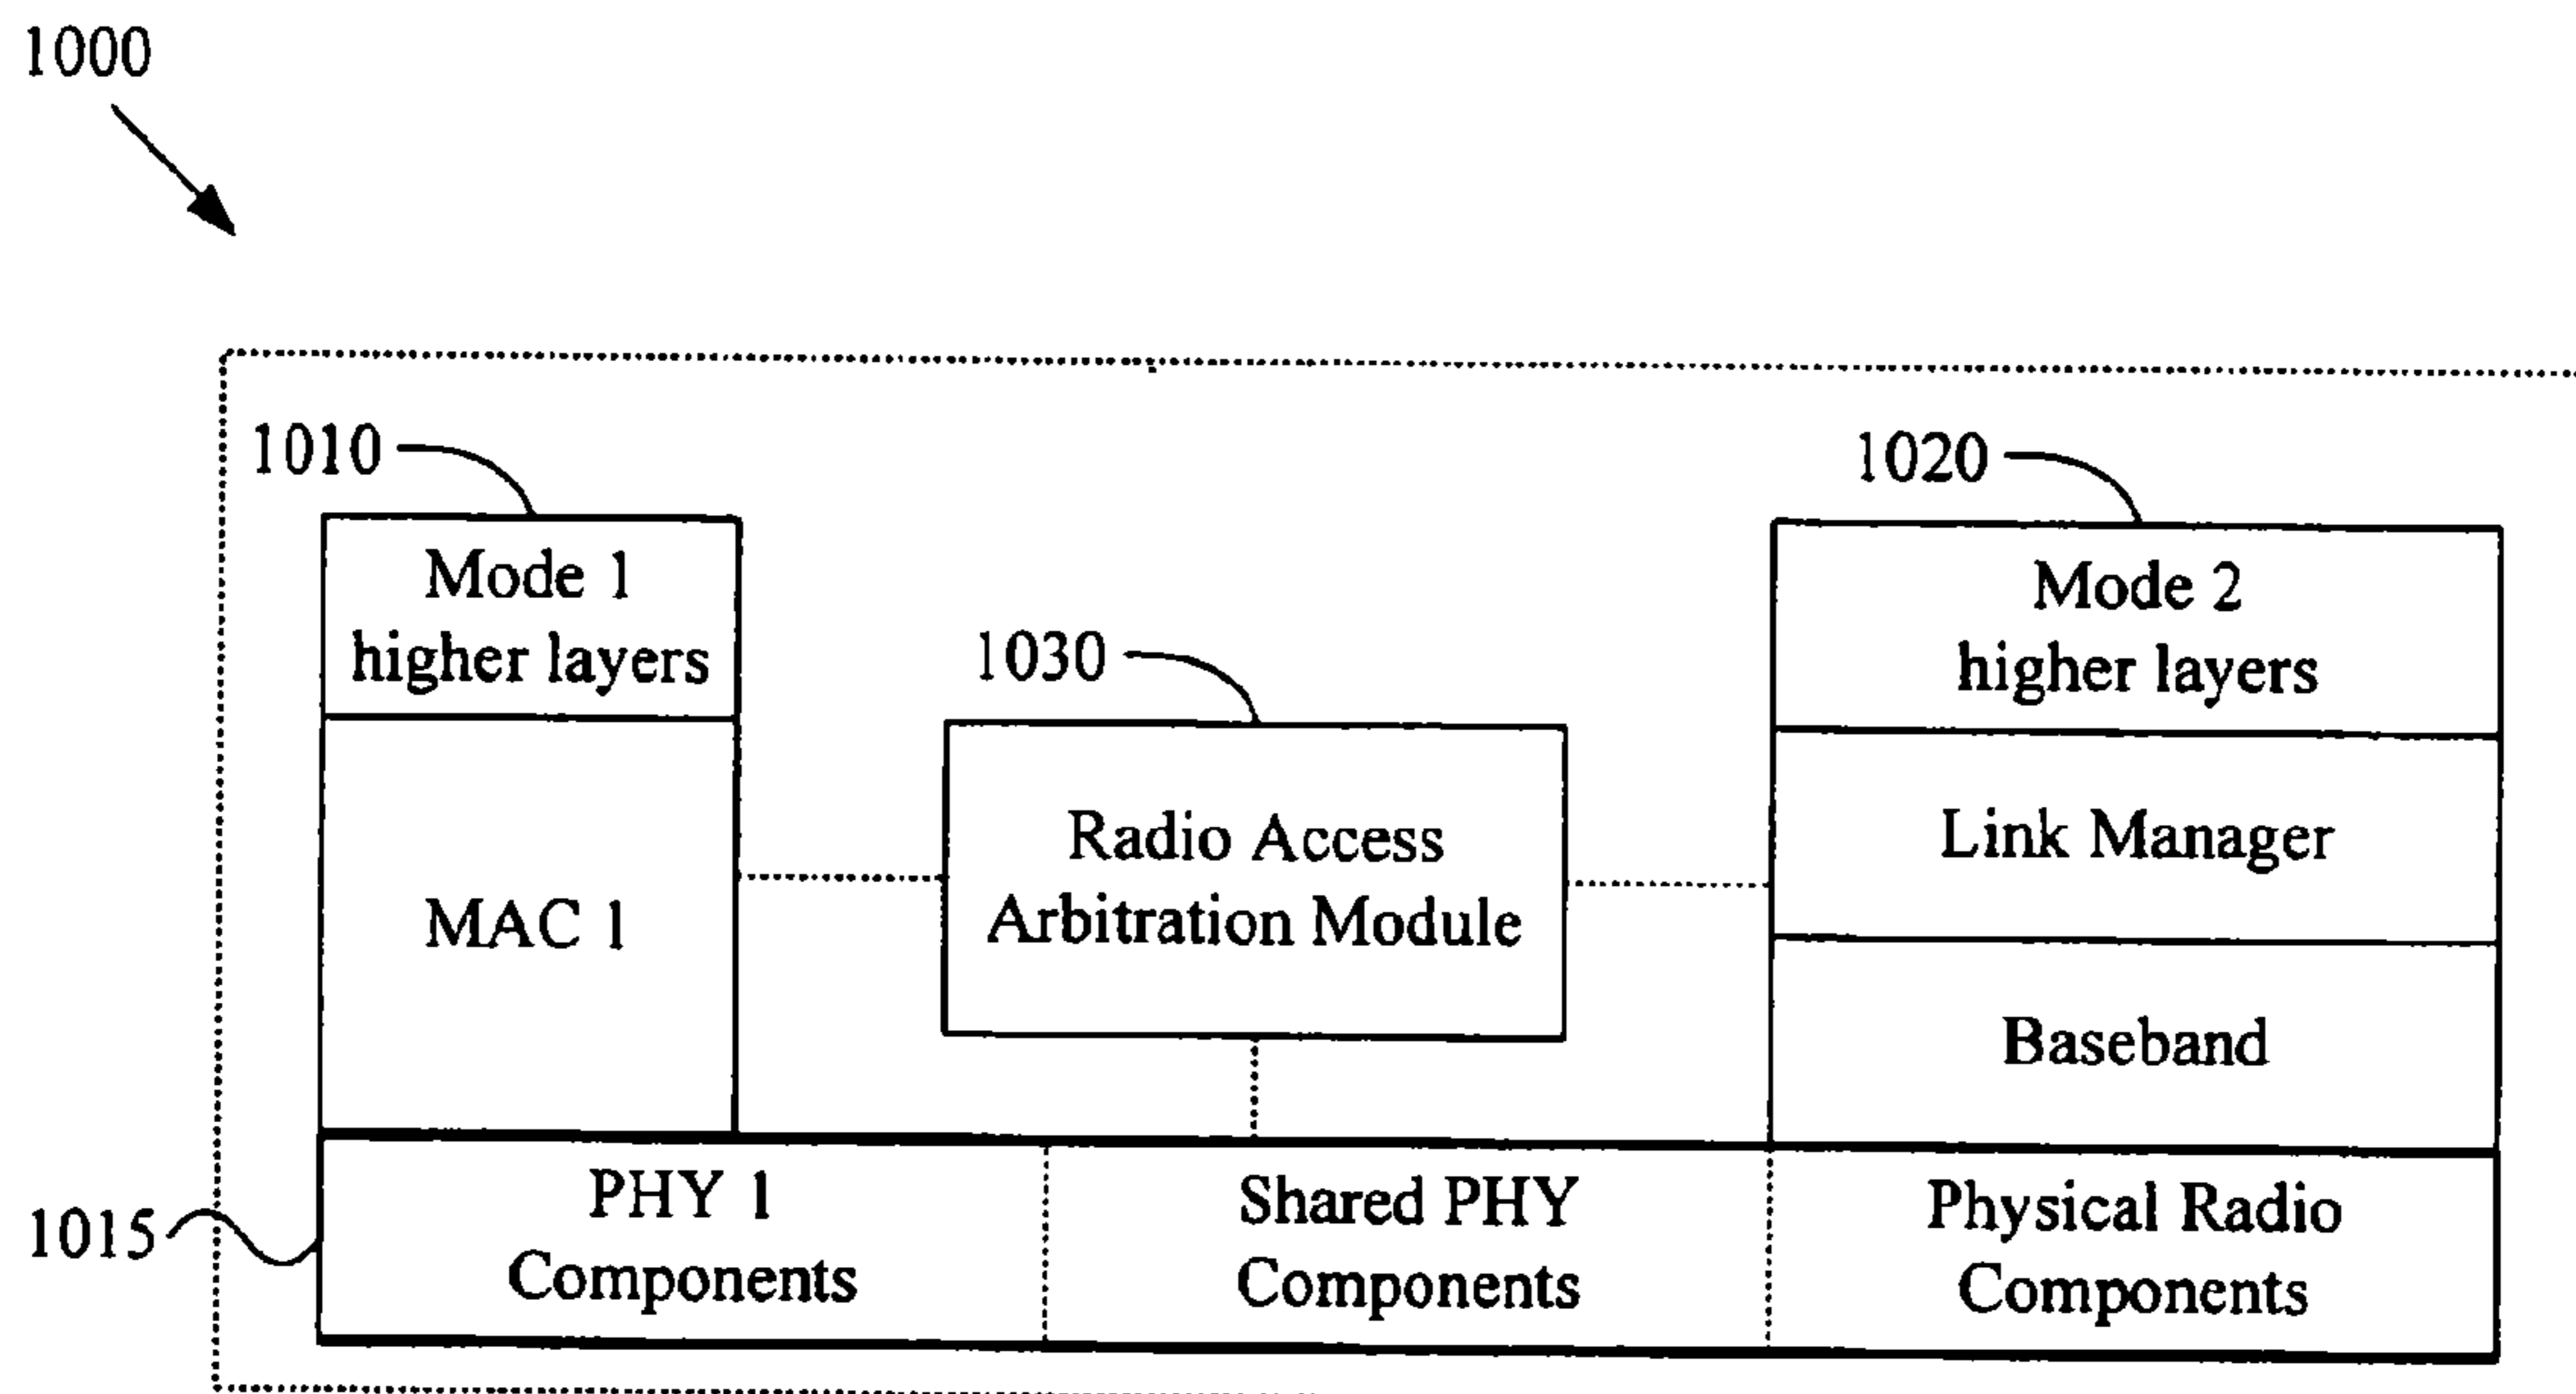 1000
1010
1020
Mode 1
higher layers
Mode 2
higher layers
1030
Radio Access
Arbitration Module
Link Manager
MAC 1
Baseband
1015
PHY 1
Components
Shared PHY
Components
Physical Radio
Components